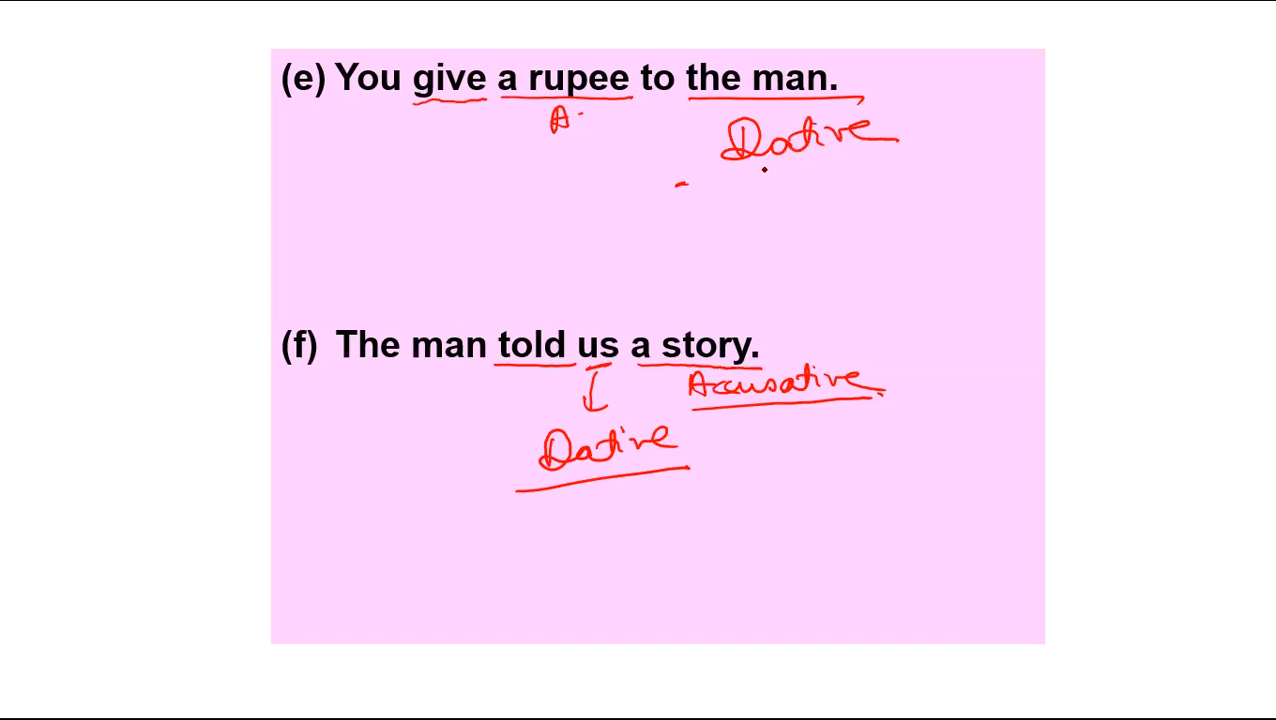 (e) You give a rupee to the man.
A.
Dative
(f) The man told us a story.
Accusative
Dative